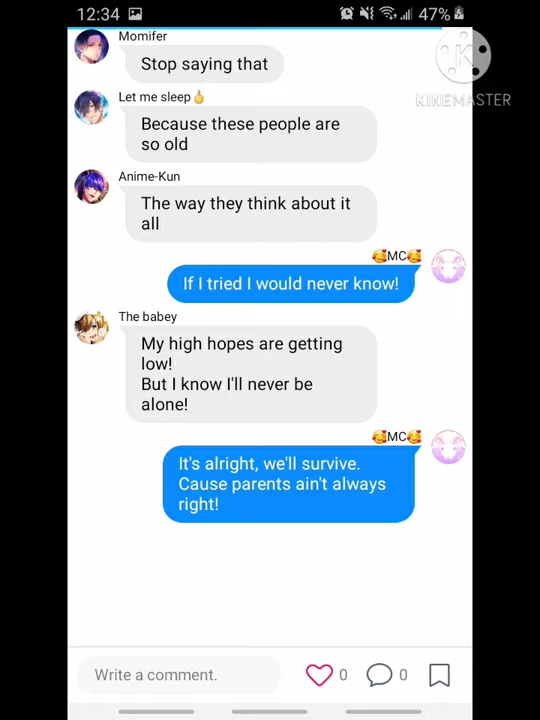 12:34 47%
Momifer
Stop saying that
KINEMASTER
Let me sleep🖕
Because these people are
so old
Anime-Kun
The way they think about it
all
🥰MC🥰
If I tried I would never know!
The babey
My high hopes are getting
low!
But I know I'll never be
alone!
🥰MC🥰
It's alright, we'll survive.
Cause parents ain't always
right!
Write a comment. 0 0